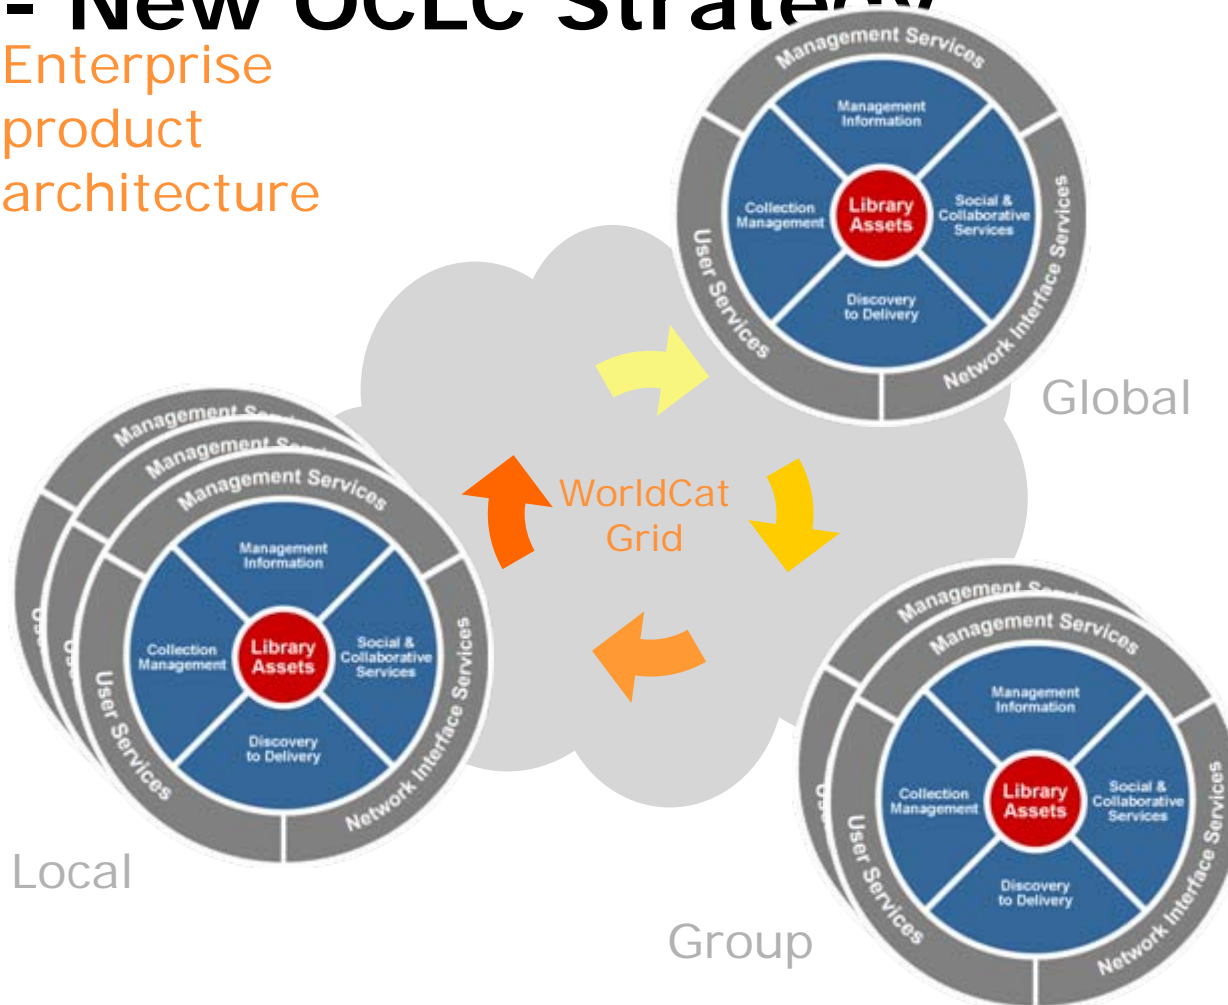 - New OCLC Strategy
Enterprise
product
architecture
Management Services
Management
Information
Collection
Management
Library
Assets
Social &
Collaborative
Services
Discovery
to Delivery
User Services
Network Interface Services
Global
WorldCat
Grid
Management
Management
Management Services
Management
Information
Collection
Management
Library
Assets
Social &
Collaborative
Services
Discovery
to Delivery
User Services
Network Interface Services
Local
Management
Management Services
Management
Information
Collection
Management
Library
Assets
Social &
Collaborative
Services
Discovery
to Delivery
User Services
Network Interface Services
Group